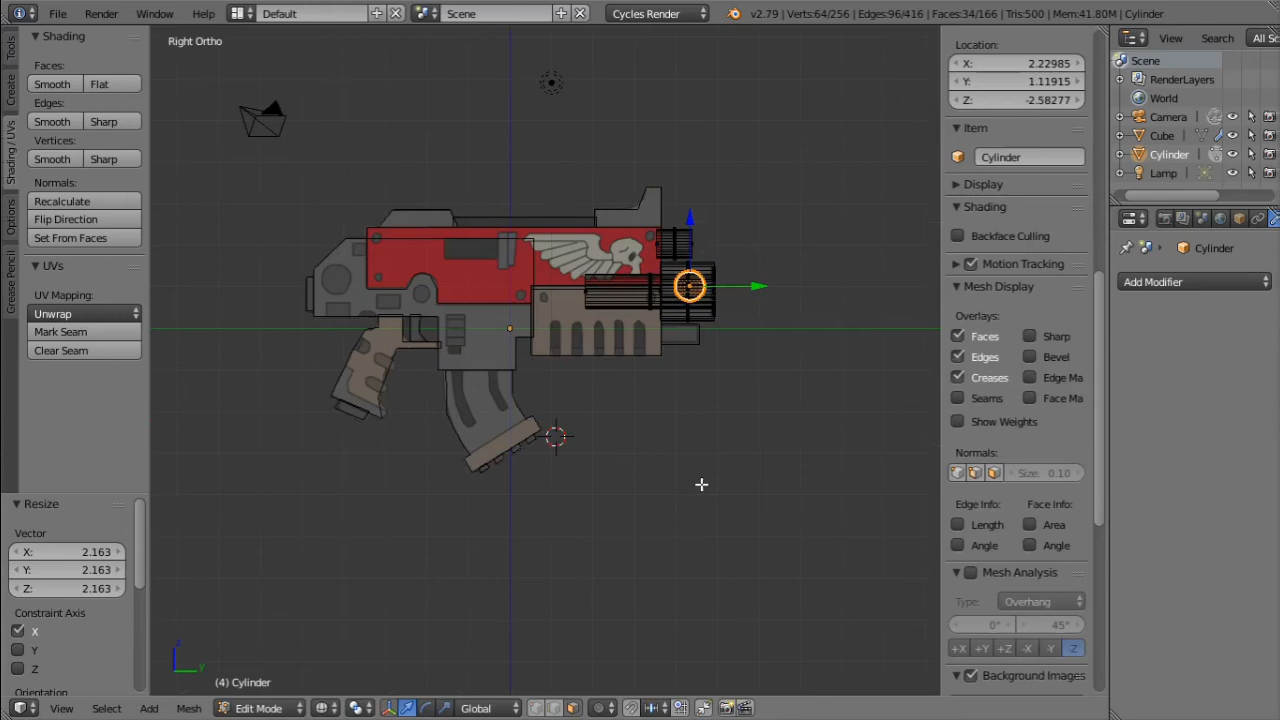 File Render Window Help Default Scene Cycles Render v2.79 | Verts:64/256 | Edges:96/416 | Faces:34/166 | Tris:500 | Mem:41.80M | Cylinder
Tools
Create
Shading / UVs
Options
Grease Pencil
Shading
Faces:
Smooth Flat
Edges:
Smooth Sharp
Vertices:
Smooth Sharp
Normals:
Recalculate
Flip Direction
Set From Faces
UVs
UV Mapping:
Unwrap
Mark Seam
Clear Seam
Resize
Vector
X: 2.163
Y: 2.163
Z: 2.163
Constraint Axis
X
Y
Z
Orientation
Right Ortho
z
y
(4) Cylinder
View Select Add Mesh Edit Mode Global
Location:
X: 2.22985
Y: 1.11915
Z: -2.58277
Item
Cylinder
Display
Shading
Backface Culling
Motion Tracking
Mesh Display
Overlays:
Faces Sharp
Edges Bevel
Creases Edge Ma
Seams Face Ma
Show Weights
Normals:
Size: 0.10
Edge Info: Face Info:
Length Area
Angle Angle
Mesh Analysis
Type: Overhang
0° 45°
+X +Y +Z -X -Y -Z
Background Images
View Search All Sc
Scene
RenderLayers
World
Camera
Cube
Cylinder
Lamp
Cylinder
Add Modifier